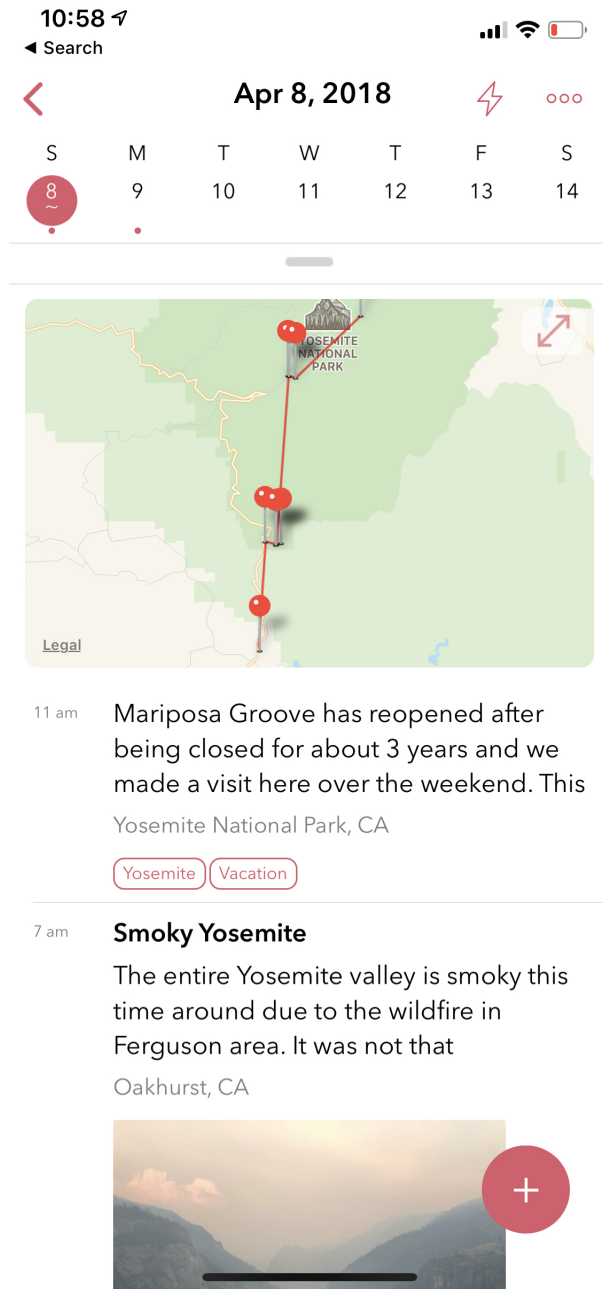 10:58
◀ Search
Apr 8, 2018
S M T W T F S
8 9 10 11 12 13 14
~
YOSEMITE
NATIONAL
PARK
Legal
11 am
Mariposa Groove has reopened after
being closed for about 3 years and we
made a visit here over the weekend. This
Yosemite National Park, CA
Yosemite Vacation
7 am
Smoky Yosemite
The entire Yosemite valley is smoky this
time around due to the wildfire in
Ferguson area. It was not that
Oakhurst, CA
+